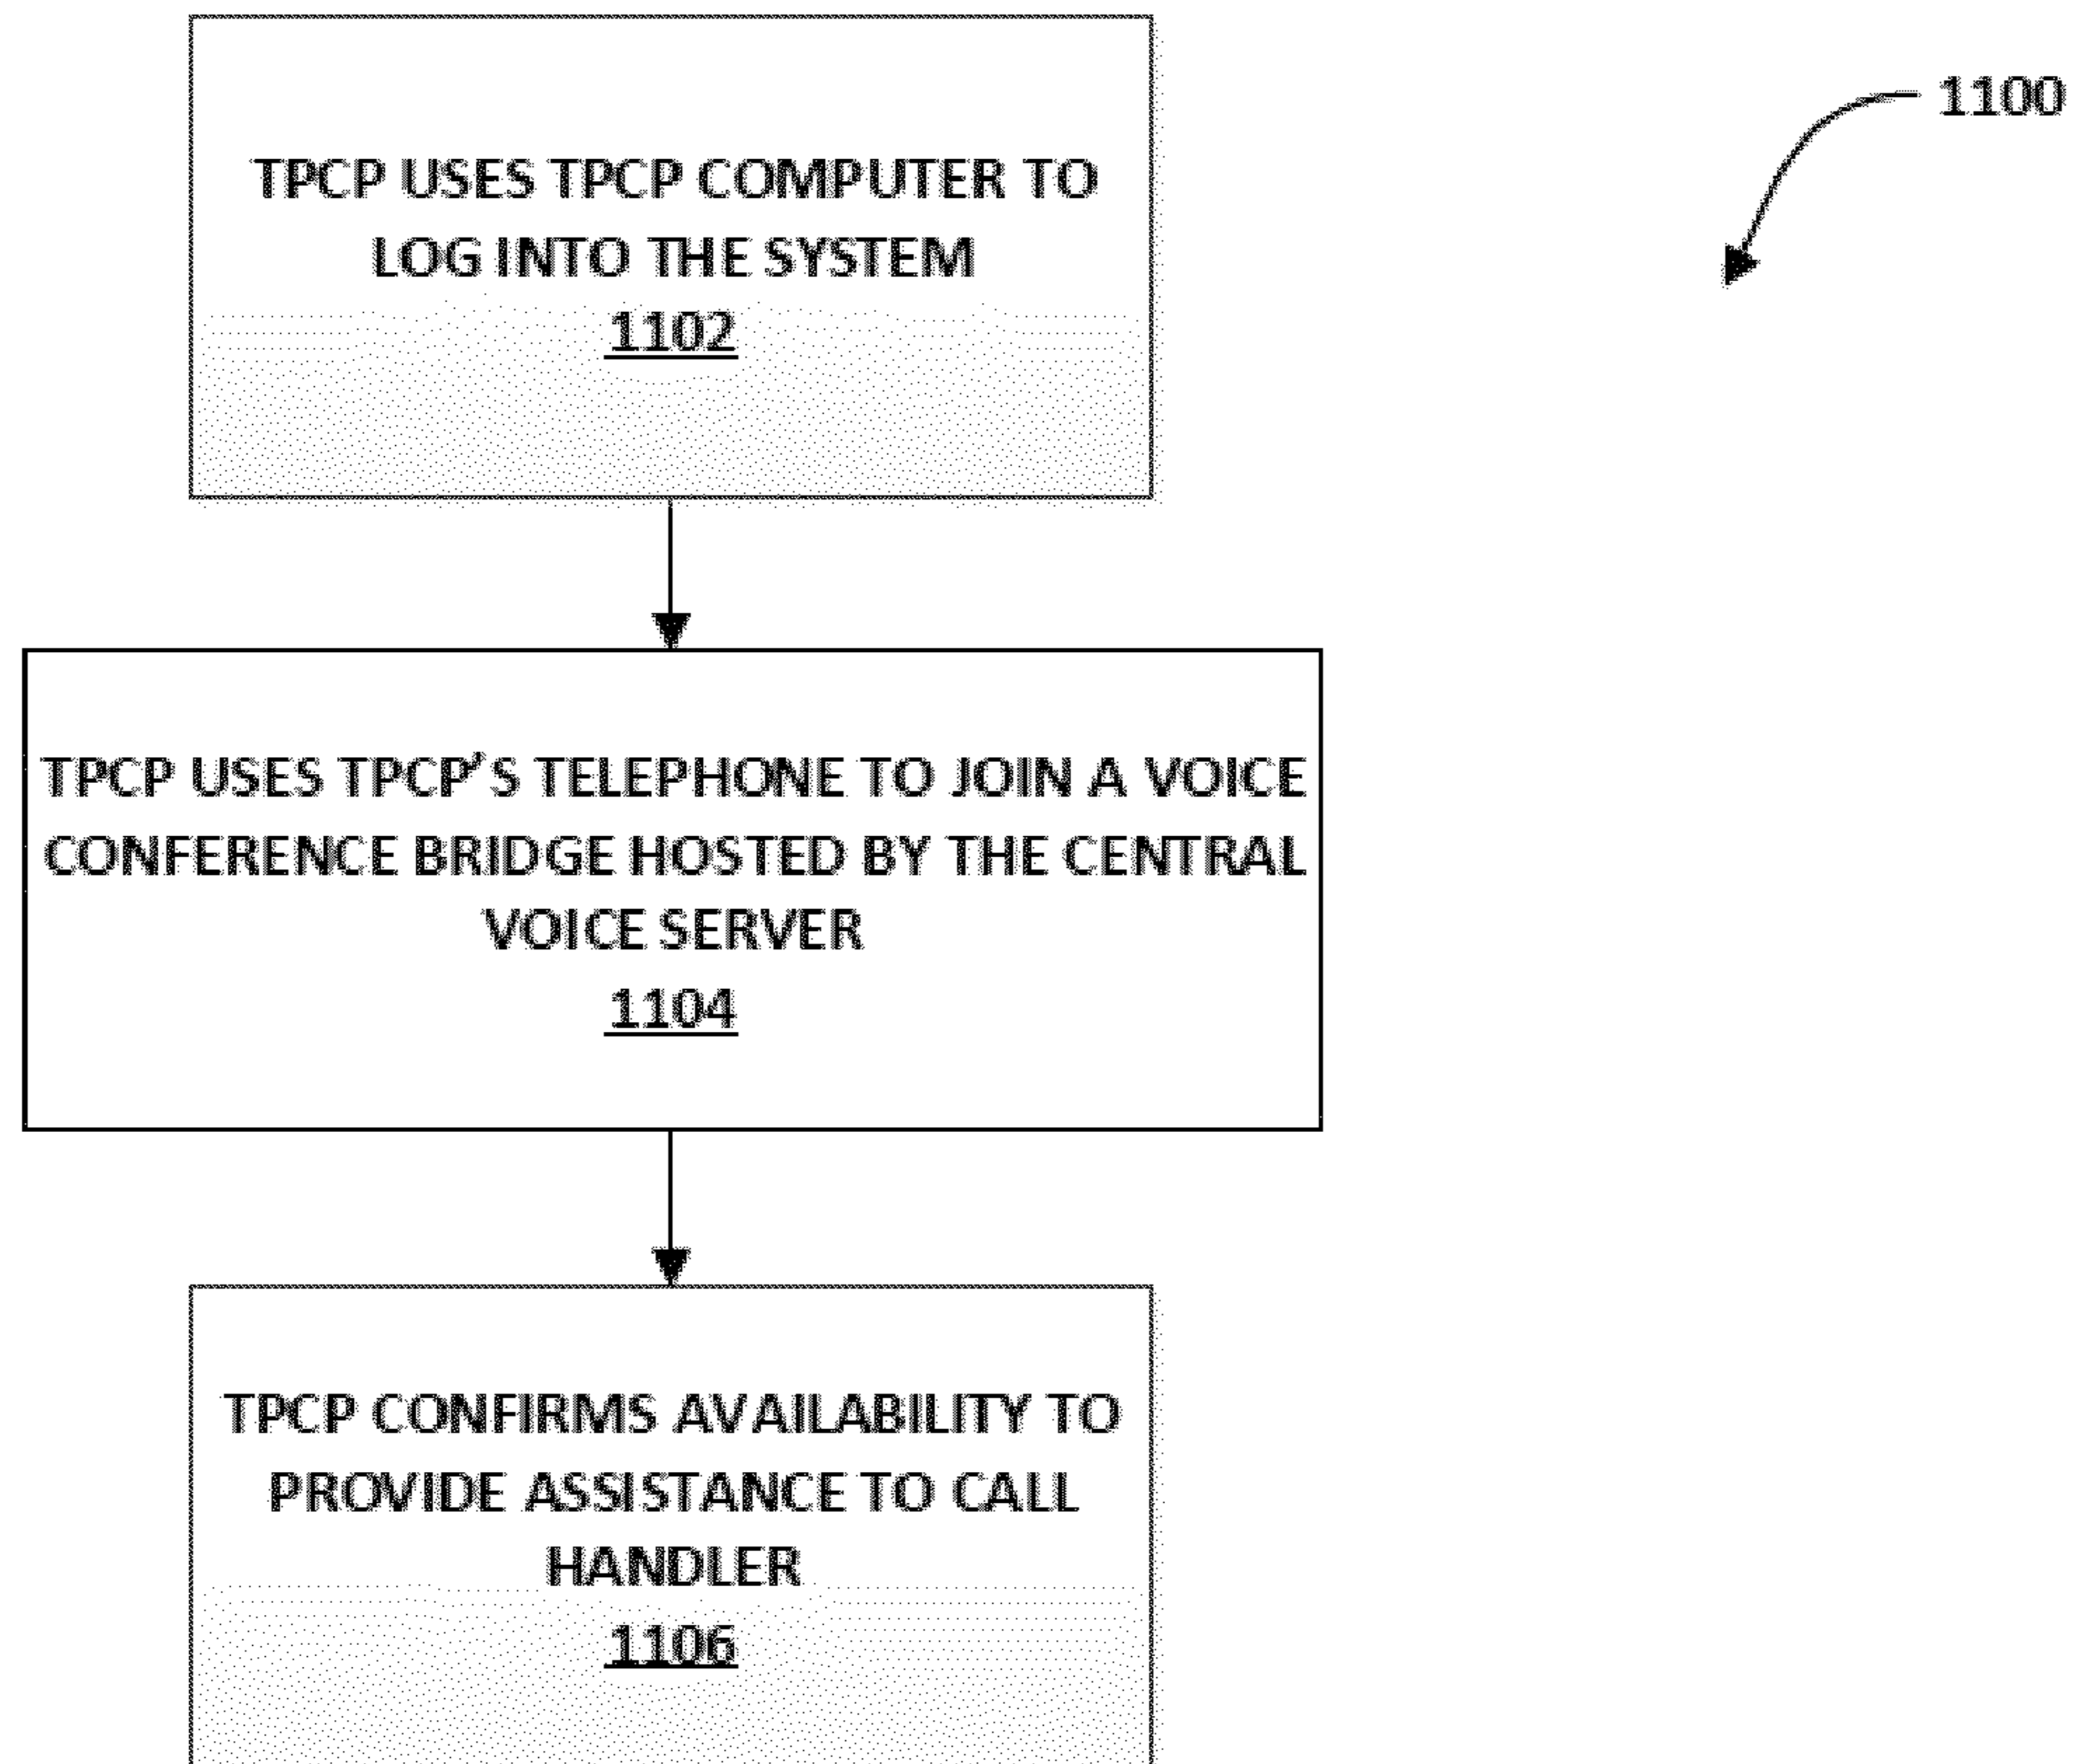 TPCP USES TPCP COMPUTER TO
LOG INTO THE SYSTEM
1102
1100
TPCP USES TPCP'S TELEPHONE TO JOIN A VOICE
CONFERENCE BRIDGE HOSTED BY THE CENTRAL
VOICE SERVER
1104
TPCP CONFIRMS AVAILABILITY TO
PROVIDE ASSISTANCE TO CALL
HANDLER
1106